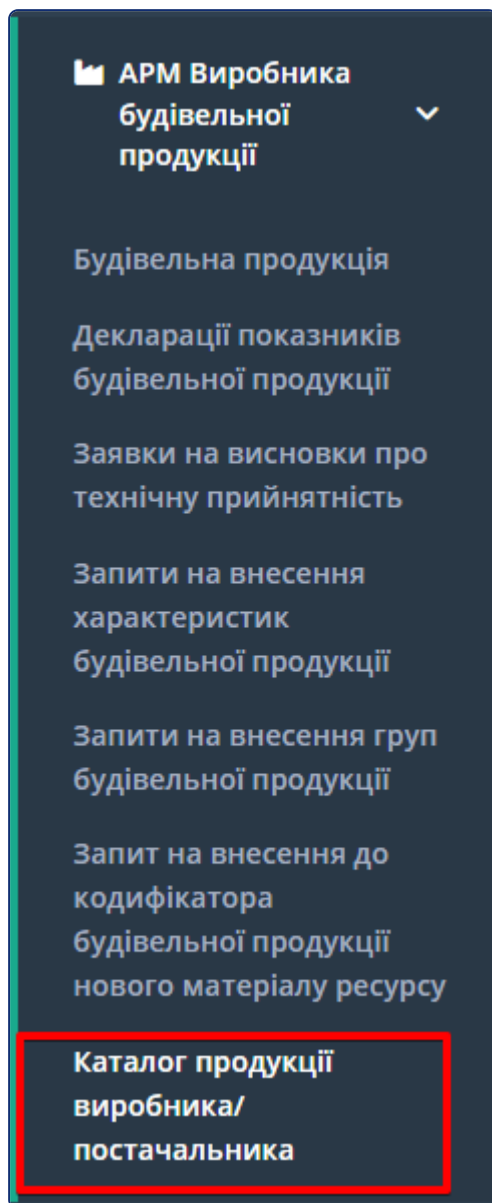 АРМ Виробника
будівельної
продукції
Будівельна продукція
Декларації показників
будівельної продукції
Заявки на висновки про
технічну прийнятність
Запити на внесення
характеристик
будівельної продукції
Запити на внесення груп
будівельної продукції
Запит на внесення до
кодифікатора
будівельної продукції
нового матеріалу ресурсу
Каталог продукції
виробника/
постачальника